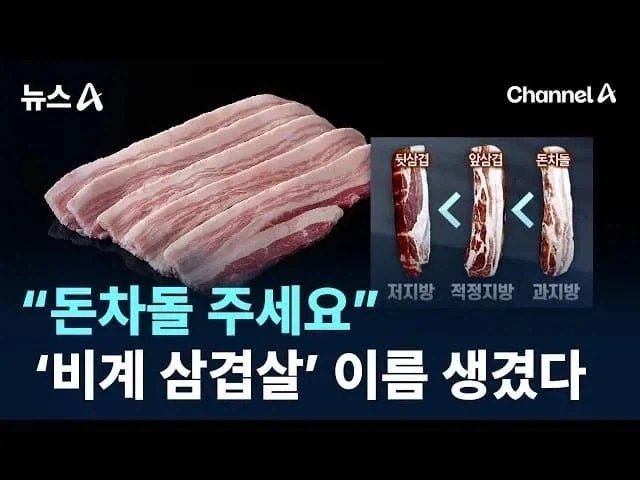 뉴스A
Channel A
뒷삼겹 < 앞삼겹 < 돈차돌
저지방 적정지방 과지방
“돈차돌 주세요”
‘비계 삼겹살’ 이름 생겼다